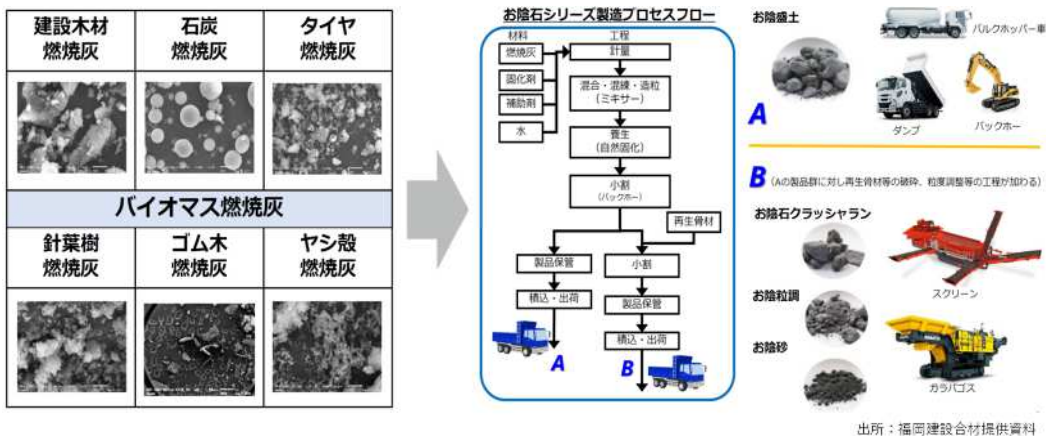 建設木材
燃焼灰
石炭
燃焼灰
タイヤ
燃焼灰
バイオマス燃焼灰
針葉樹
燃焼灰
ゴム木
燃焼灰
ヤシ殻
燃焼灰
お陰石シリーズ製造プロセスフロー
材料
工程
燃焼灰
固化剤
補助剤
水
計量
混合・混練・造粒
(ミキサー)
養生
(自然固化)
小割
(バックホー)
再生骨材
製品保管
積込・出荷
A
小割
製品保管
積込・出荷
B
お陰盛土
バルクホッパー車
A
ダンプ
バックホー
B (Aの製品群に対し再生骨材等の破砕、粒度調整等の工程が加わる)
お陰石クラッシャラン
スクリーン
お陰粒調
お陰砂
ガラパゴス
出所：福岡建設合材提供資料